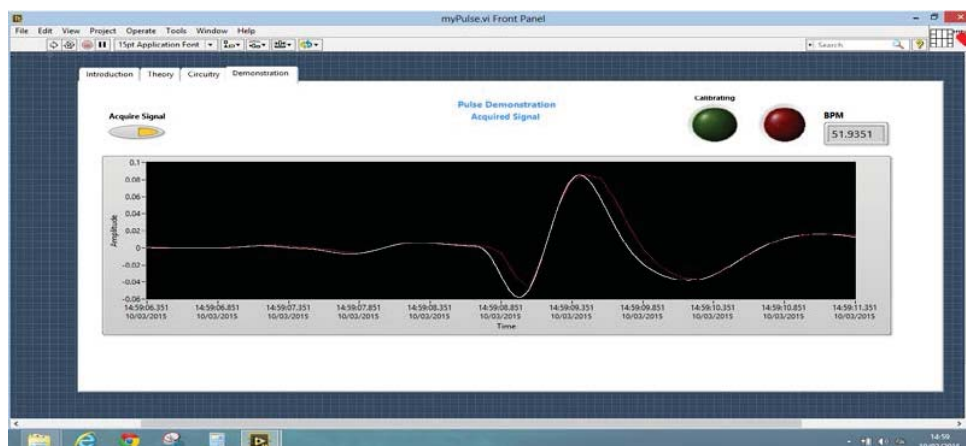 myPulse.vi Front Panel
File Edit View Project Operate Tools Window Help
15pt Application Font
Search
Introduction Theory Circuitry Demonstration
Acquire Signal
Pulse Demonstration
Acquired Signal
Calibrating
BPM
51.9351
Amplitude
0.1
0.08
0.06
0.04
0.02
0
-0.02
-0.04
-0.06
14:59:06.351 14:59:06.851 14:59:07.351 14:59:07.851 14:59:08.351 14:59:08.851 14:59:09.351 14:59:09.851 14:59:10.351 14:59:10.851 14:59:11.351
10/03/2015 10/03/2015 10/03/2015 10/03/2015 10/03/2015 10/03/2015 10/03/2015 10/03/2015 10/03/2015 10/03/2015 10/03/2015
Time
14:59